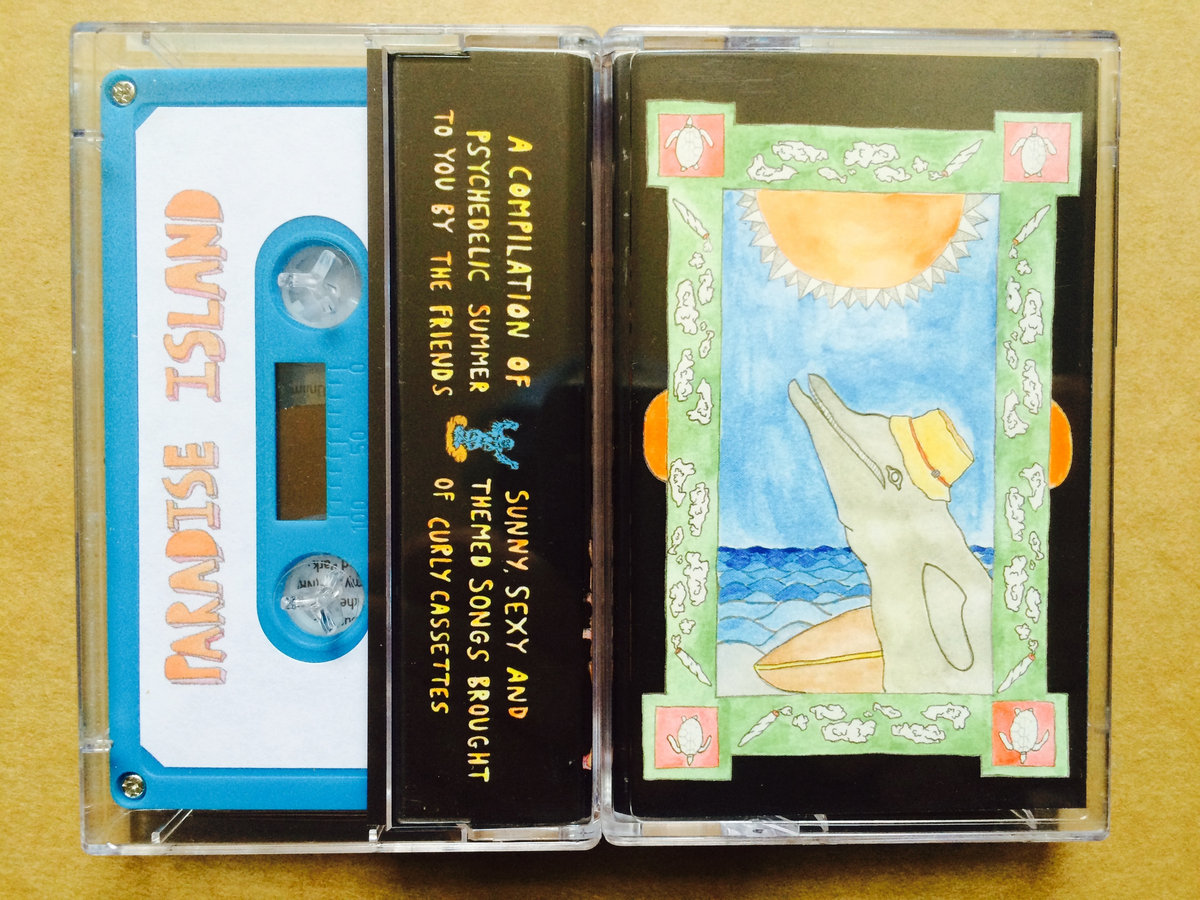 PARADISE ISLAND
A COMPILATION OF SUNNY, SEXY AND
PSYCHEDELIC SUMMER THEMED SONGS BROUGHT
TO YOU BY THE FRIENDS OF CURLY CASSETTES